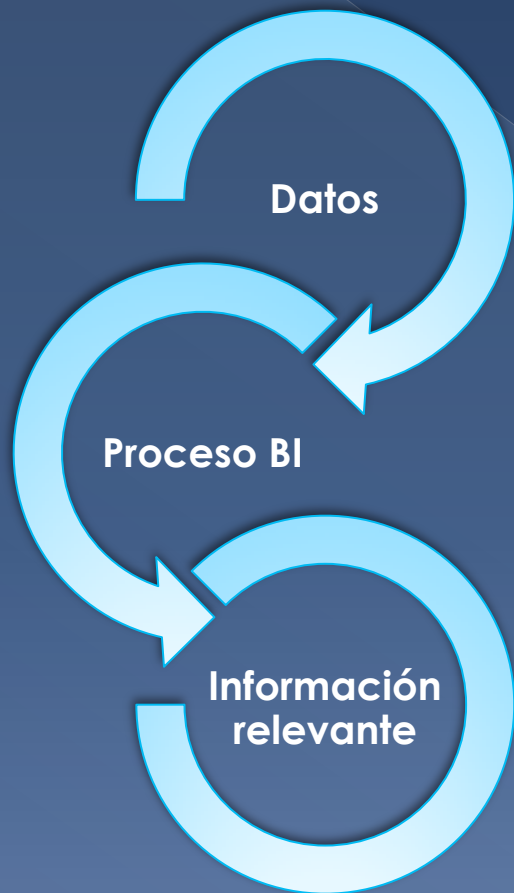 Datos
Proceso BI
Información
relevante